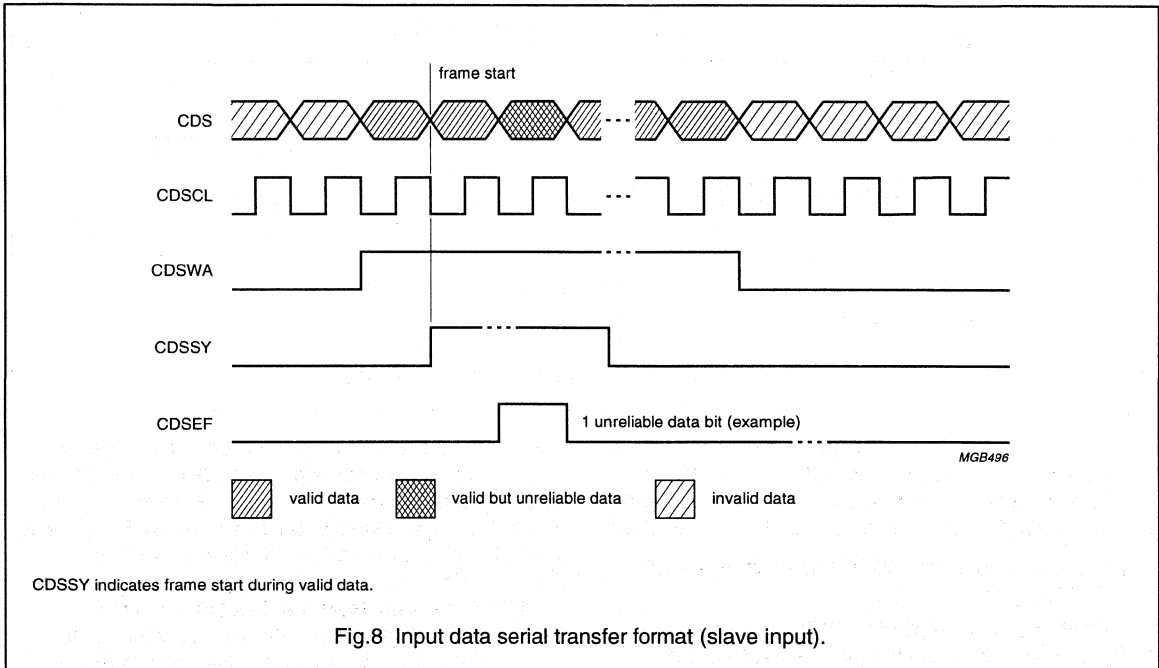 frame start
CDS
CDSCL
CDSWA
CDSSY
CDSEF
1 unreliable data bit (example)
MGB496
valid data
valid but unreliable data
invalid data
CDSSY indicates frame start during valid data.
Fig.8 Input data serial transfer format (slave input).